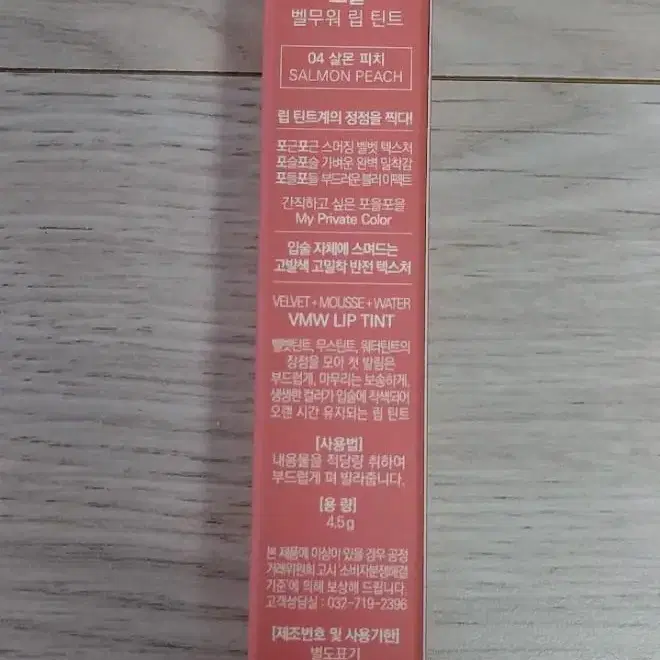 벨무워 립 틴트
04 살몬 피치
SALMON PEACH
립 틴트계의 정점을 찍다!
포근포근 스머징 벨벳 텍스처
포슬포슬 가벼운 완벽 밀착감
포들포들 부드러운 블러 이펙트
간직하고 싶은 포을포을
My Private Color
입술 자체에 스며드는
고발색 고밀착 반전 텍스처
VELVET + MOUSSE + WATER
VMW LIP TINT
벨벳틴트, 무스틴트, 워터틴트의
장점을 모아 첫 발림은
부드럽게, 마무리는 보송하게,
생생한 컬러가 입술에 착색되어
오랜 시간 유지되는 립 틴트
[사용법]
내용물을 적당량 취하여
부드럽게 펴 발라줍니다.
[용 량]
4.5g
본 제품에 이상이 있을 경우 공정
거래위원회 고시 '소비자분쟁해결
기준'에 의해 보상해 드립니다.
고객상담실 : 032-719-2396
[제조번호 및 사용기한]
별도표기